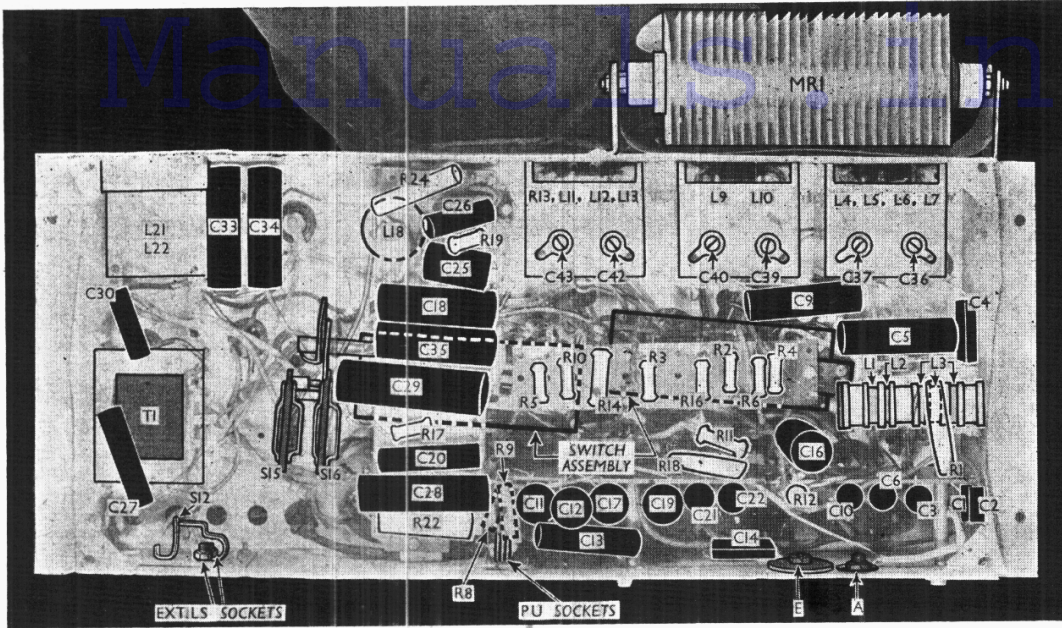 Manuals.in
MR1
R24
L21
L22
C33
C34
L18
C26
R19
C25
R13, L11, L12, L13
L9 L10
L4, L5, L6, L7
C43
C42
C40
C39
C37
C36
C30
C18
C9
C4
C5
C35
R10
R3
R2
R4
L1
L2
L3
C29
T1
R5
R14
R16
R6
R17
S15
S16
SWITCH
ASSEMBLY
R11
R18
C16
R1
C20
R9
C27
S12
C28
C11
C12
C17
C19
C21
C22
R12
C10
C6
C3
C1
C2
R22
C13
C14
R8
EXT LS SOCKETS
PU SOCKETS
E
A